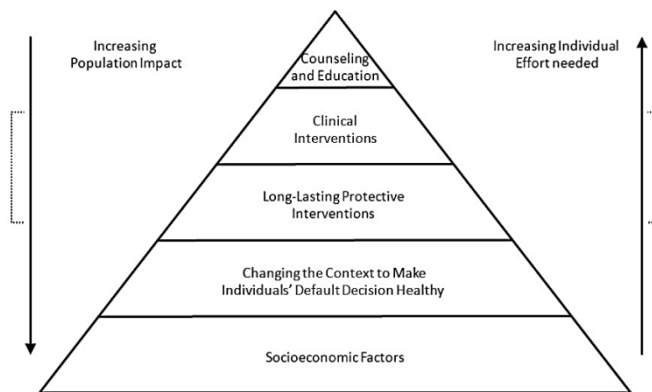 Increasing
Population Impact
Increasing Individual
Effort needed
Counseling
and Education
Clinical
Interventions
Long-Lasting Protective
Interventions
Changing the Context to Make
Individuals' Default Decision Healthy
Socioeconomic Factors